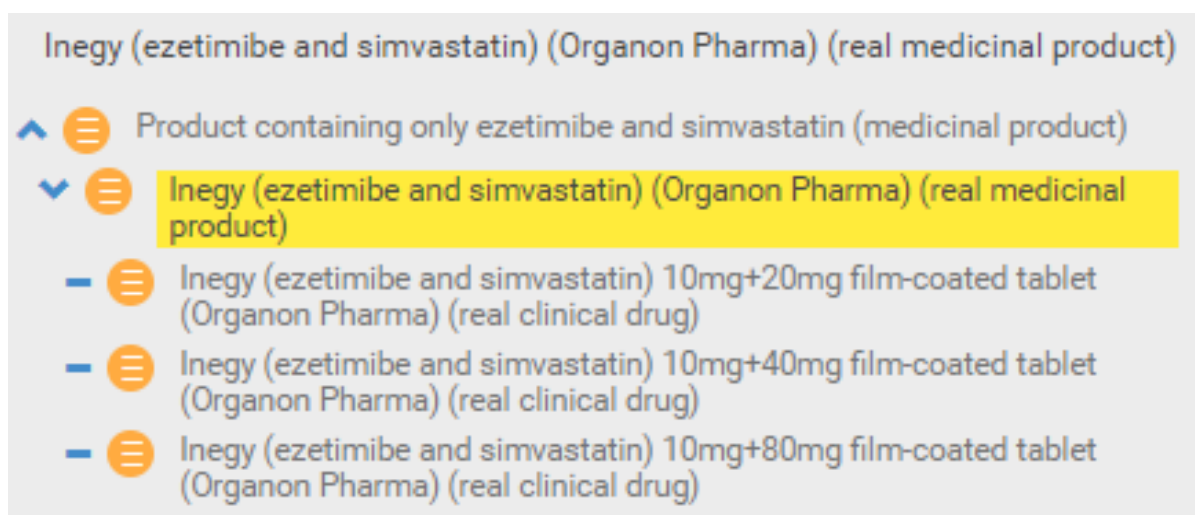 Inegy (ezetimibe and simvastatin) (Organon Pharma) (real medicinal product)
Product containing only ezetimibe and simvastatin (medicinal product)
Inegy (ezetimibe and simvastatin) (Organon Pharma) (real medicinal
product)
Inegy (ezetimibe and simvastatin) 10mg+20mg film-coated tablet
(Organon Pharma) (real clinical drug)
Inegy (ezetimibe and simvastatin) 10mg+40mg film-coated tablet
(Organon Pharma) (real clinical drug)
Inegy (ezetimibe and simvastatin) 10mg+80mg film-coated tablet
(Organon Pharma) (real clinical drug)